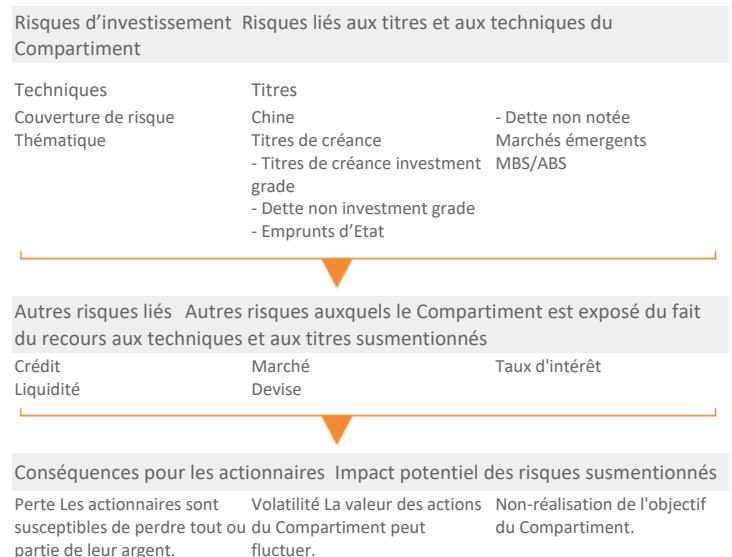 Risques d’investissement Risques liés aux titres et aux techniques du
Compartiment
Techniques
Couverture de risque
Thématique
Titres
Chine
Titres de créance
- Titres de créance investment
grade
- Dette non investment grade
- Emprunts d’Etat
- Dette non notée
Marchés émergents
MBS/ABS
Autres risques liés Autres risques auxquels le Compartiment est exposé du fait
du recours aux techniques et aux titres susmentionnés
Crédit
Liquidité
Marché
Devise
Taux d'intérêt
Conséquences pour les actionnaires Impact potentiel des risques susmentionnés
Perte Les actionnaires sont
susceptibles de perdre tout ou
partie de leur argent.
Volatilité La valeur des actions
du Compartiment peut
fluctuer.
Non-réalisation de l'objectif
du Compartiment.